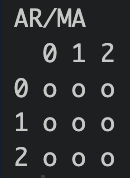 AR/MA
  0 1 2
0 o o o
1 o o o
2 o o o